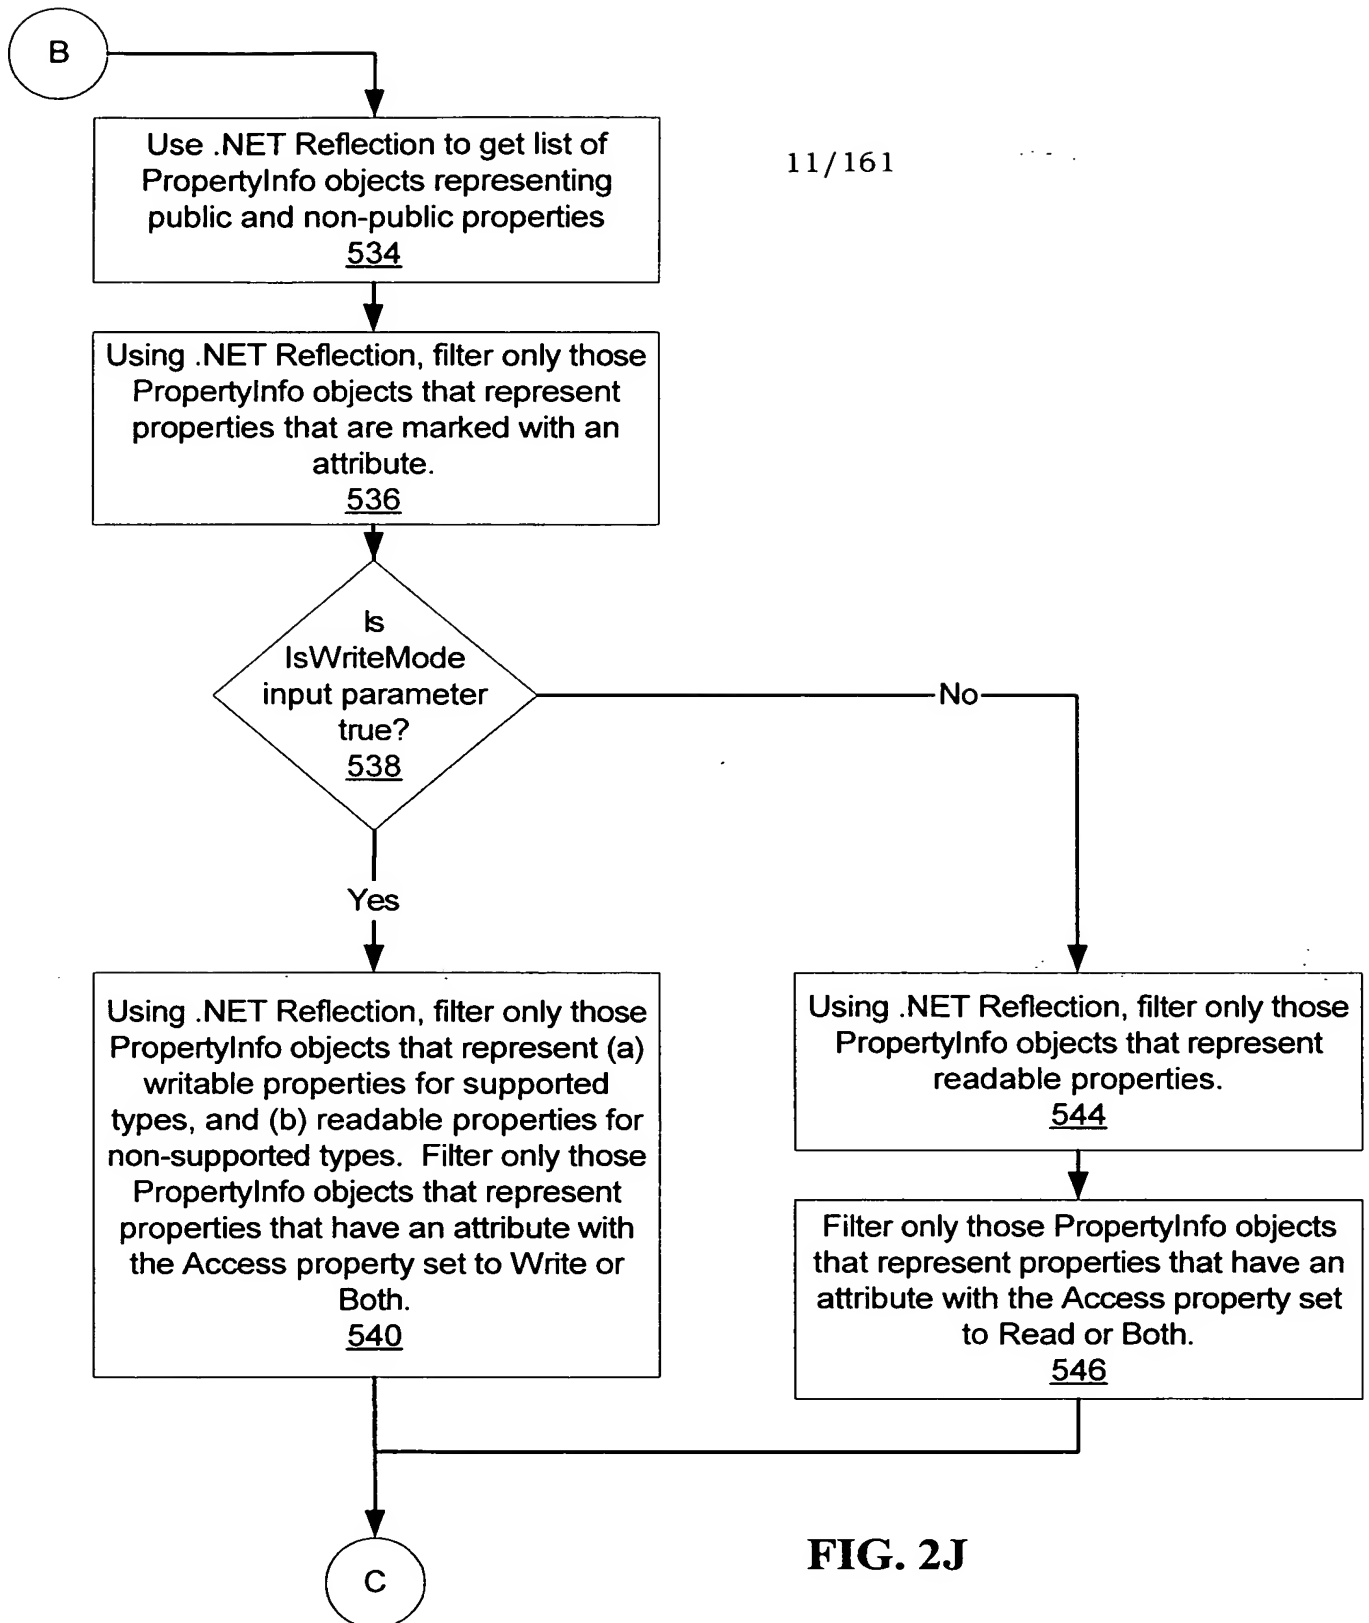 B
11/161
Use .NET Reflection to get list of
PropertyInfo objects representing
public and non-public properties
534
Using .NET Reflection, filter only those
PropertyInfo objects that represent
properties that are marked with an
attribute.
536
Is
IsWriteMode
input parameter
true?
538
No
Yes
Using .NET Reflection, filter only those
PropertyInfo objects that represent (a)
writable properties for supported
types, and (b) readable properties for
non-supported types. Filter only those
PropertyInfo objects that represent
properties that have an attribute with
the Access property set to Write or
Both.
540
Using .NET Reflection, filter only those
PropertyInfo objects that represent
readable properties.
544
Filter only those PropertyInfo objects
that represent properties that have an
attribute with the Access property set
to Read or Both.
546
C
FIG. 2J